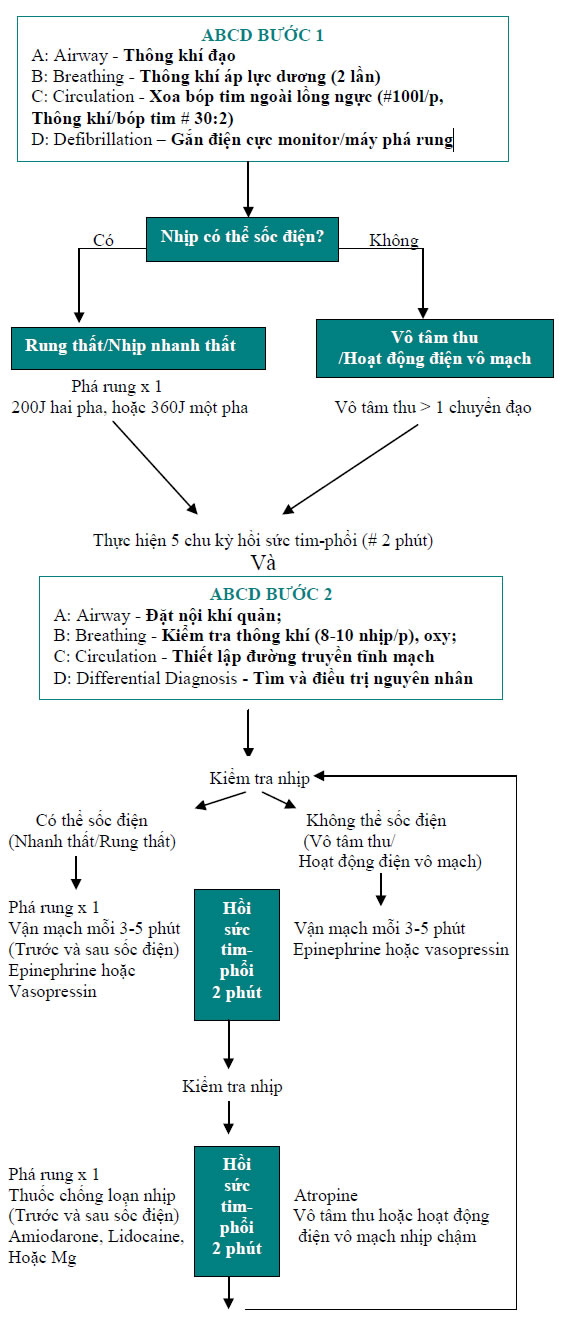 ABCD BƯỚC 1
A: Airway - Thông khí đạo
B: Breathing - Thông khí áp lực dương (2 lần)
C: Circulation - Xoa bóp tim ngoài lồng ngực (#100l/p,
Thông khí/bóp tim # 30:2)
D: Defibrillation – Gắn điện cực monitor/máy phá rung
Nhịp có thể sốc điện?
Có
Không
Rung thất/Nhịp nhanh thất
Vô tâm thu
/Hoạt động điện vô mạch
Phá rung x 1
200J hai pha, hoặc 360J một pha
Vô tâm thu > 1 chuyển đạo
Thực hiện 5 chu kỳ hồi sức tim-phổi (# 2 phút)
Và
ABCD BƯỚC 2
A: Airway - Đặt nội khí quản;
B: Breathing - Kiểm tra thông khí (8-10 nhịp/p), oxy;
C: Circulation - Thiết lập đường truyền tĩnh mạch
D: Differential Diagnosis - Tìm và điều trị nguyên nhân
Kiểm tra nhịp
Có thể sốc điện
(Nhanh thất/Rung thất)
Không thể sốc điện
(Vô tâm thu/
Hoạt động điện vô mạch)
Phá rung x 1
Vận mạch mỗi 3-5 phút
(Trước và sau sốc điện)
Epinephrine hoặc
Vasopressin
Hồi
sức
tim-
phổi
2 phút
Vận mạch mỗi 3-5 phút
Epinephrine hoặc vasopressin
Kiểm tra nhịp
Phá rung x 1
Thuốc chống loạn nhịp
(Trước và sau sốc điện)
Amiodarone, Lidocaine,
Hoặc Mg
Hồi
sức
tim-
phổi
2 phút
Atropine
Vô tâm thu hoặc hoạt động
điện vô mạch nhịp chậm